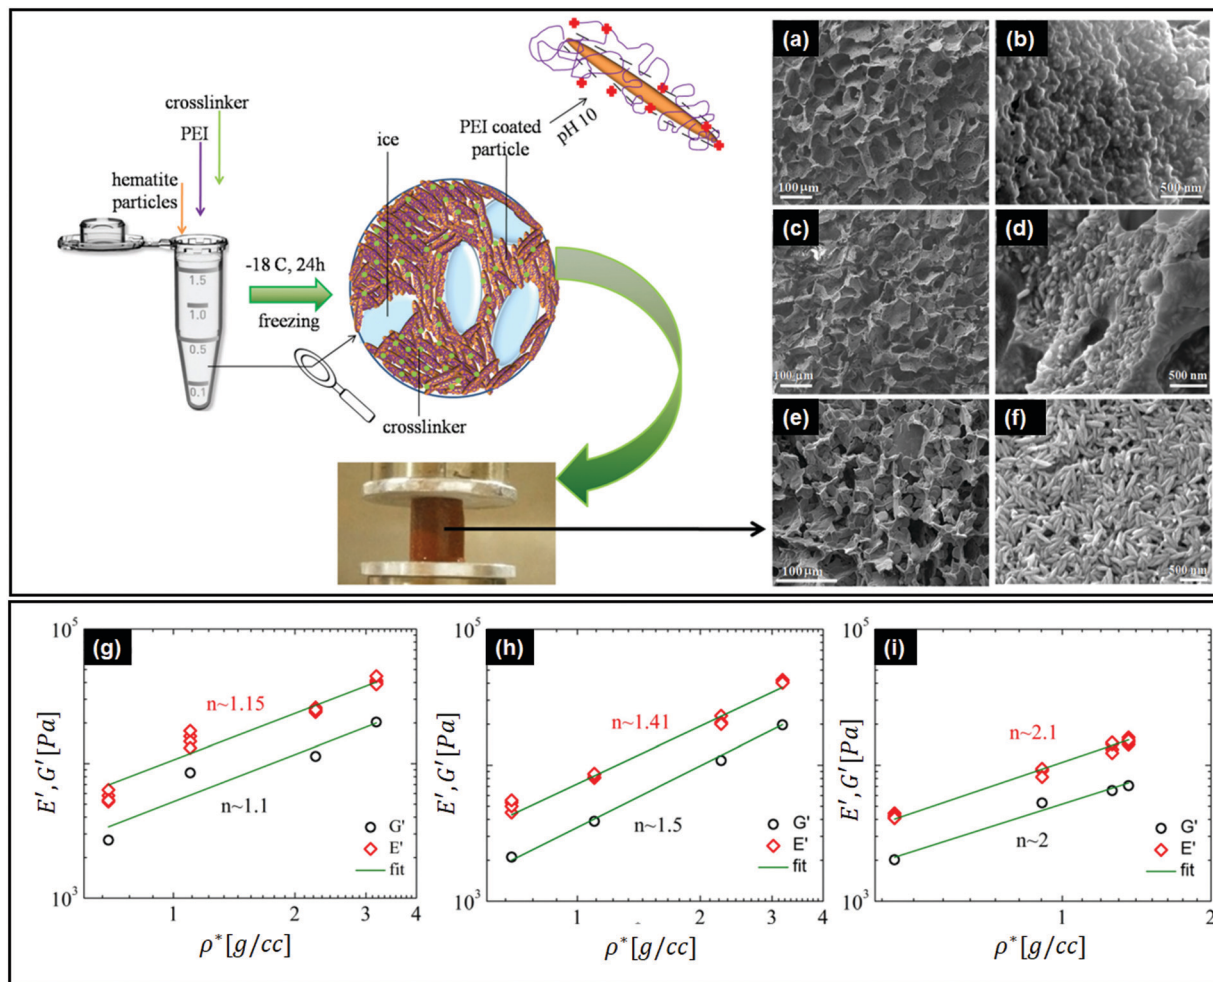 crosslinker
PEI
hematite
particles
1.5
1.0
0.5
0.1
-18 C, 24h
freezing
ice
PEI coated
particle
pH 10
crosslinker
(a)
100 μm
(b)
500 nm
(c)
100 μm
(d)
500 nm
(e)
100 μm
(f)
500 nm
(g)
10^5
10^3
E′, G′ [Pa]
n~1.15
n~1.1
G'
E'
fit
1 2 3 4
ρ* [g/cc]
(h)
10^5
10^3
E′, G′ [Pa]
n~1.41
n~1.5
G'
E'
fit
1 2 3 4
ρ* [g/cc]
(i)
10^5
10^3
E′, G′ [Pa]
n~2.1
n~2
G'
E'
fit
1 2
ρ* [g/cc]